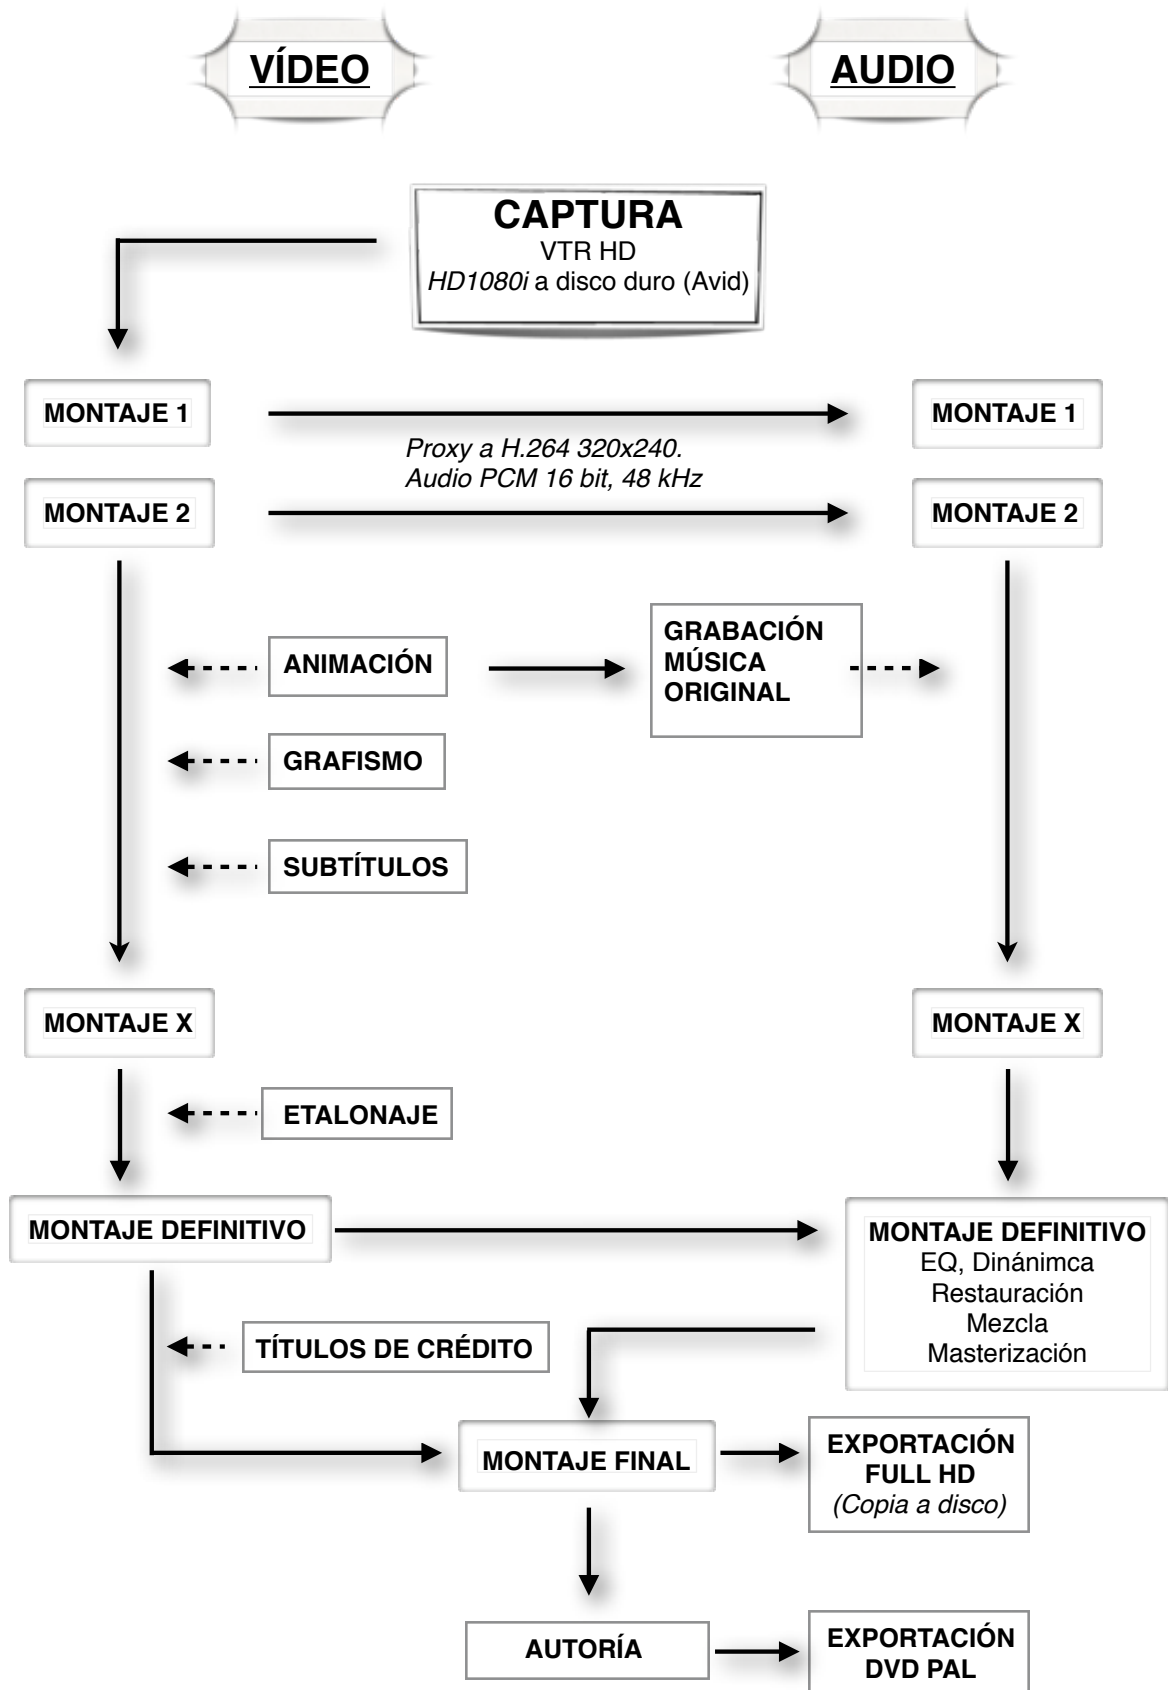 VÍDEO
AUDIO
CAPTURA
VTR HD
HD1080i a disco duro (Avid)
MONTAJE 1
MONTAJE 1
Proxy a H.264 320x240.
Audio PCM 16 bit, 48 kHz
MONTAJE 2
MONTAJE 2
ANIMACIÓN
GRABACIÓN
MÚSICA
ORIGINAL
GRAFISMO
SUBTÍTULOS
MONTAJE X
MONTAJE X
ETALONAJE
MONTAJE DEFINITIVO
MONTAJE DEFINITIVO
EQ, Dinánimca
Restauración
Mezcla
Masterización
TÍTULOS DE CRÉDITO
MONTAJE FINAL
EXPORTACIÓN
FULL HD
(Copia a disco)
AUTORÍA
EXPORTACIÓN
DVD PAL